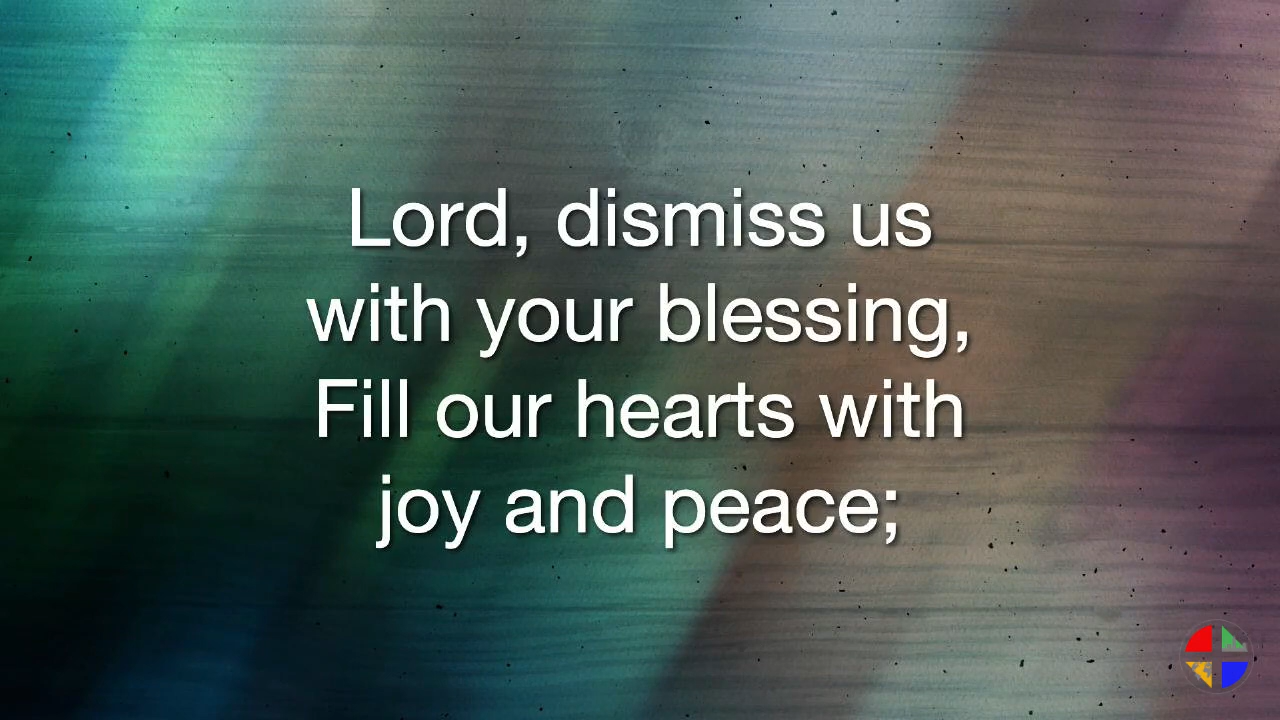 Lord, dismiss us
with your blessing,
Fill our hearts with
joy and peace;